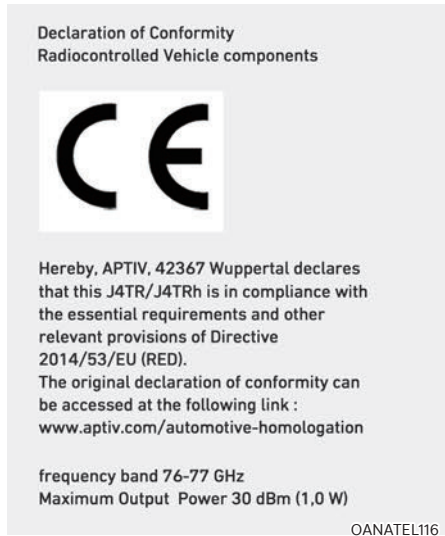 Declaration of Conformity
Radiocontrolled Vehicle components
CE
Hereby, APTIV, 42367 Wuppertal declares
that this J4TR/J4TRh is in compliance with
the essential requirements and other
relevant provisions of Directive
2014/53/EU (RED).
The original declaration of conformity can
be accessed at the following link :
www.aptiv.com/automotive-homologation
frequency band 76-77 GHz
Maximum Output  Power 30 dBm (1,0 W)
OANATEL116